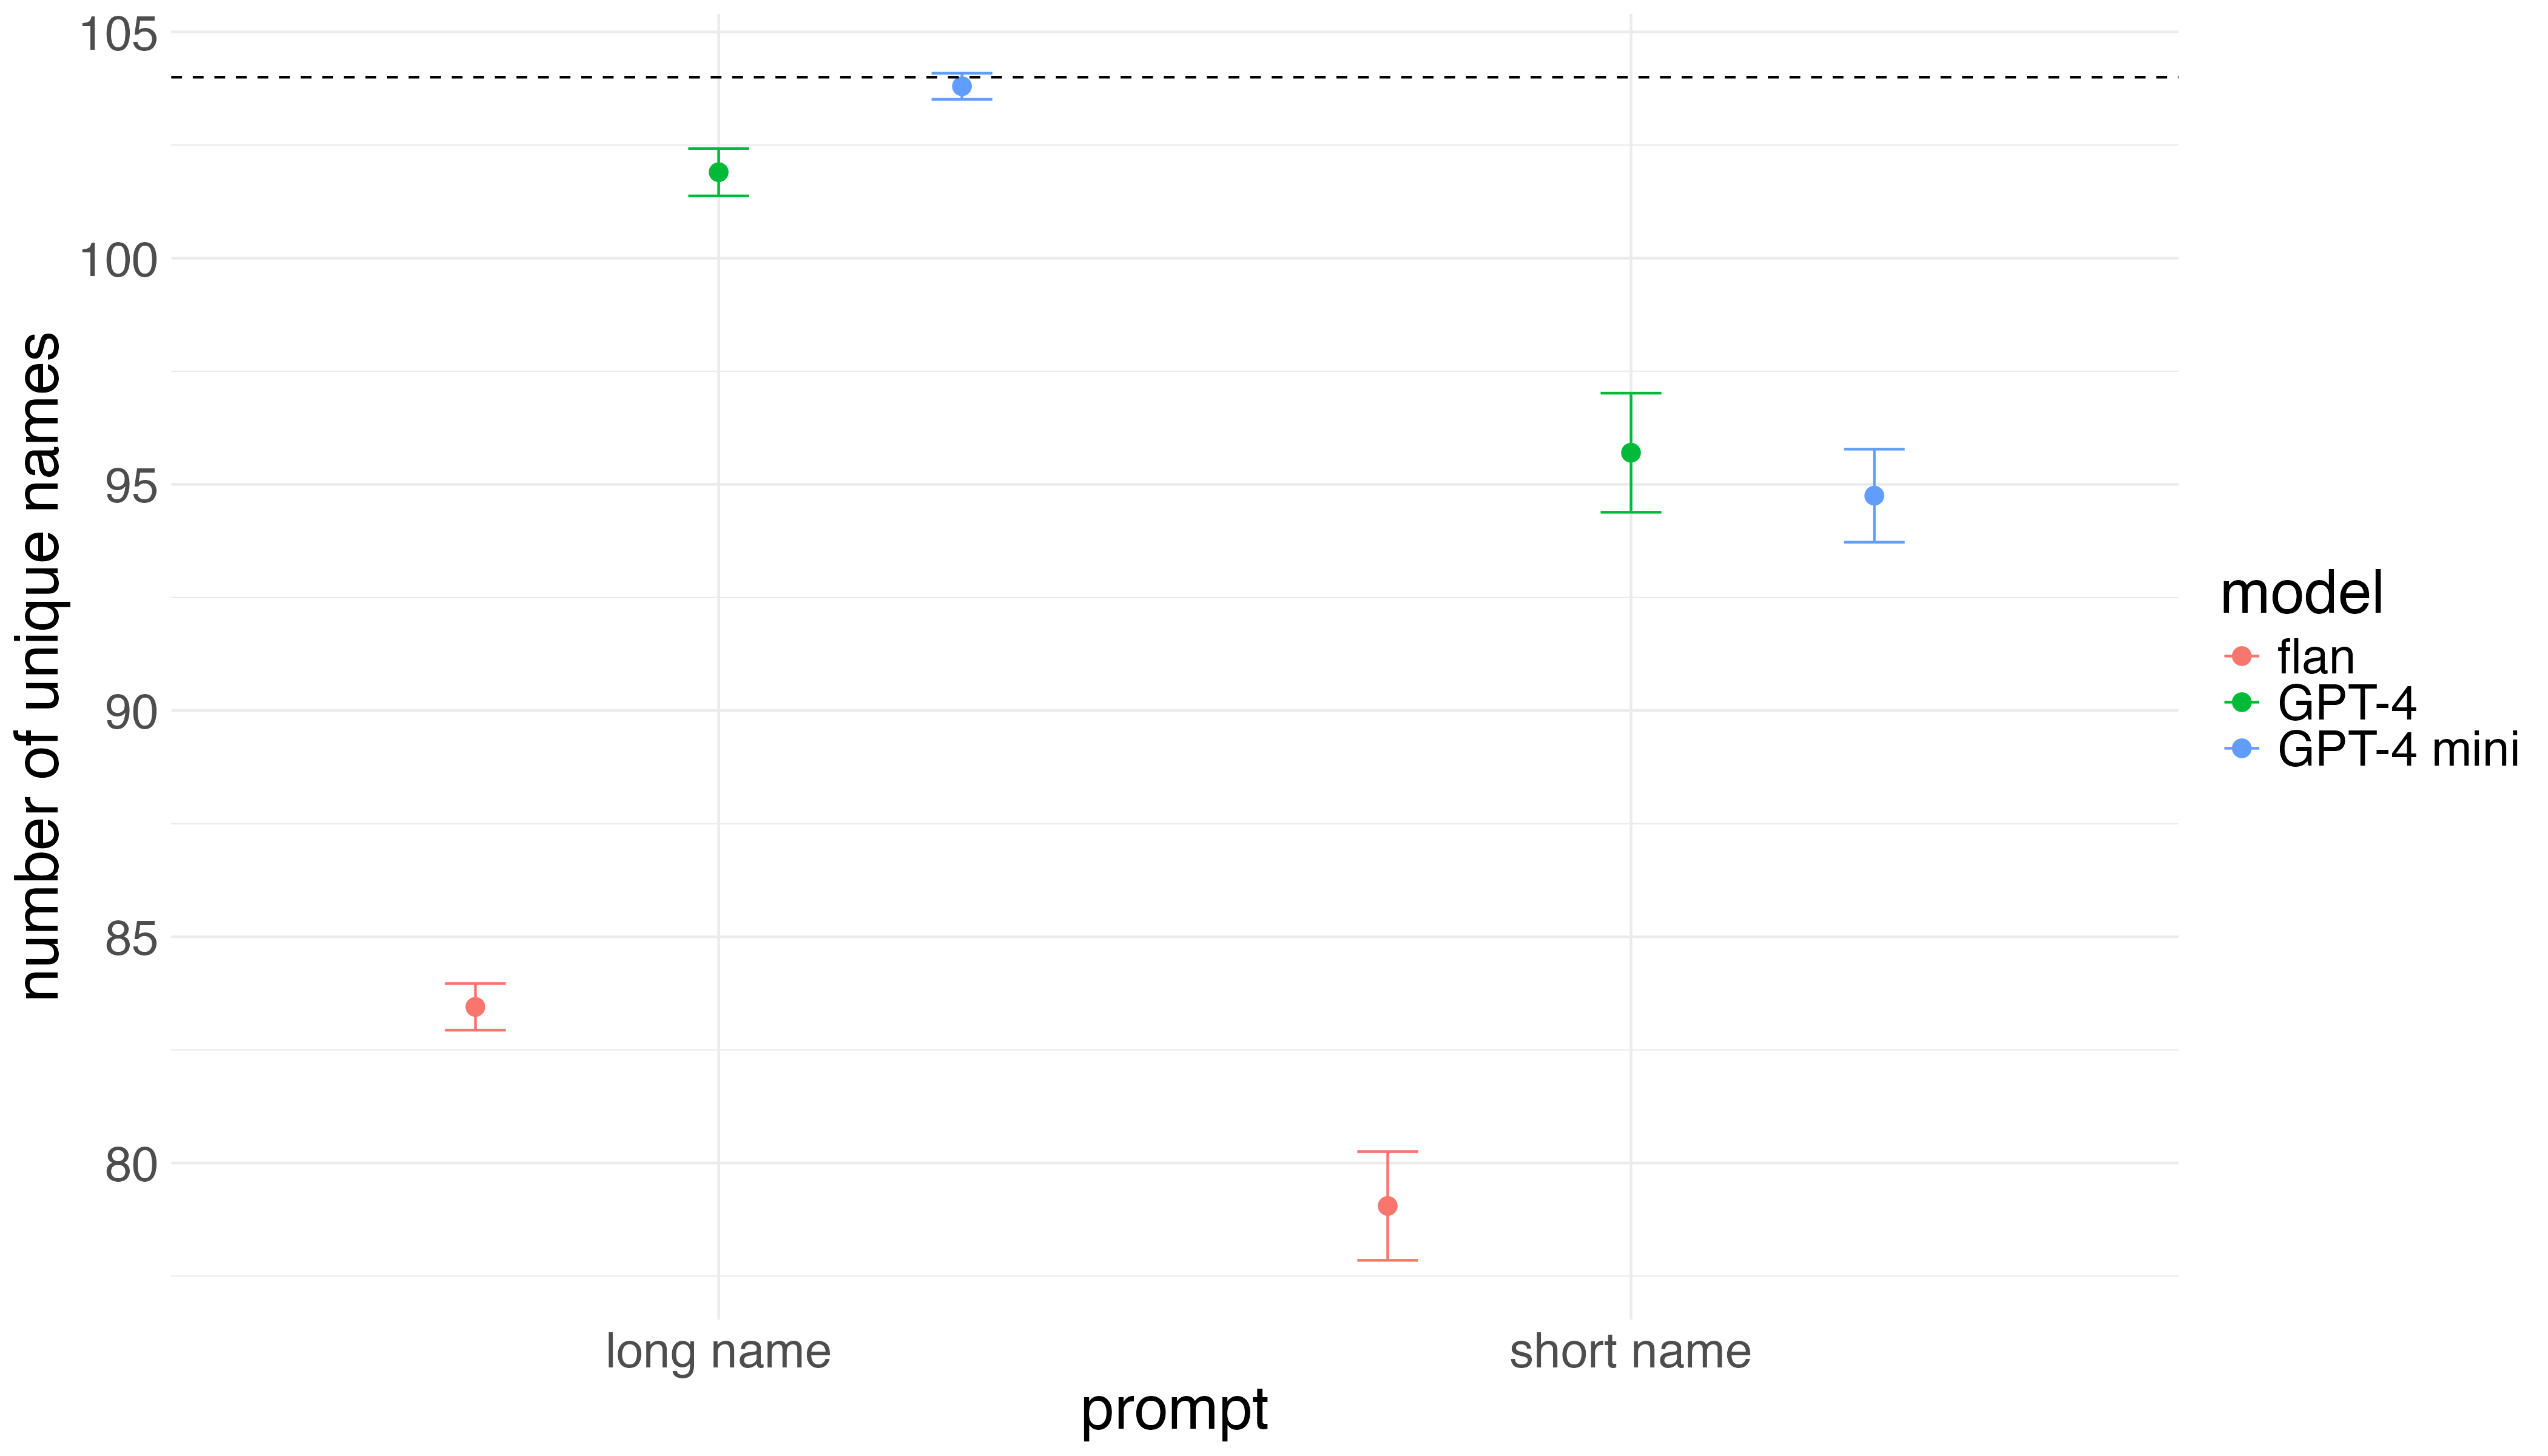 105
100
95
90
85
80
number of unique names
long name
short name
prompt
model
flan
GPT-4
GPT-4 mini